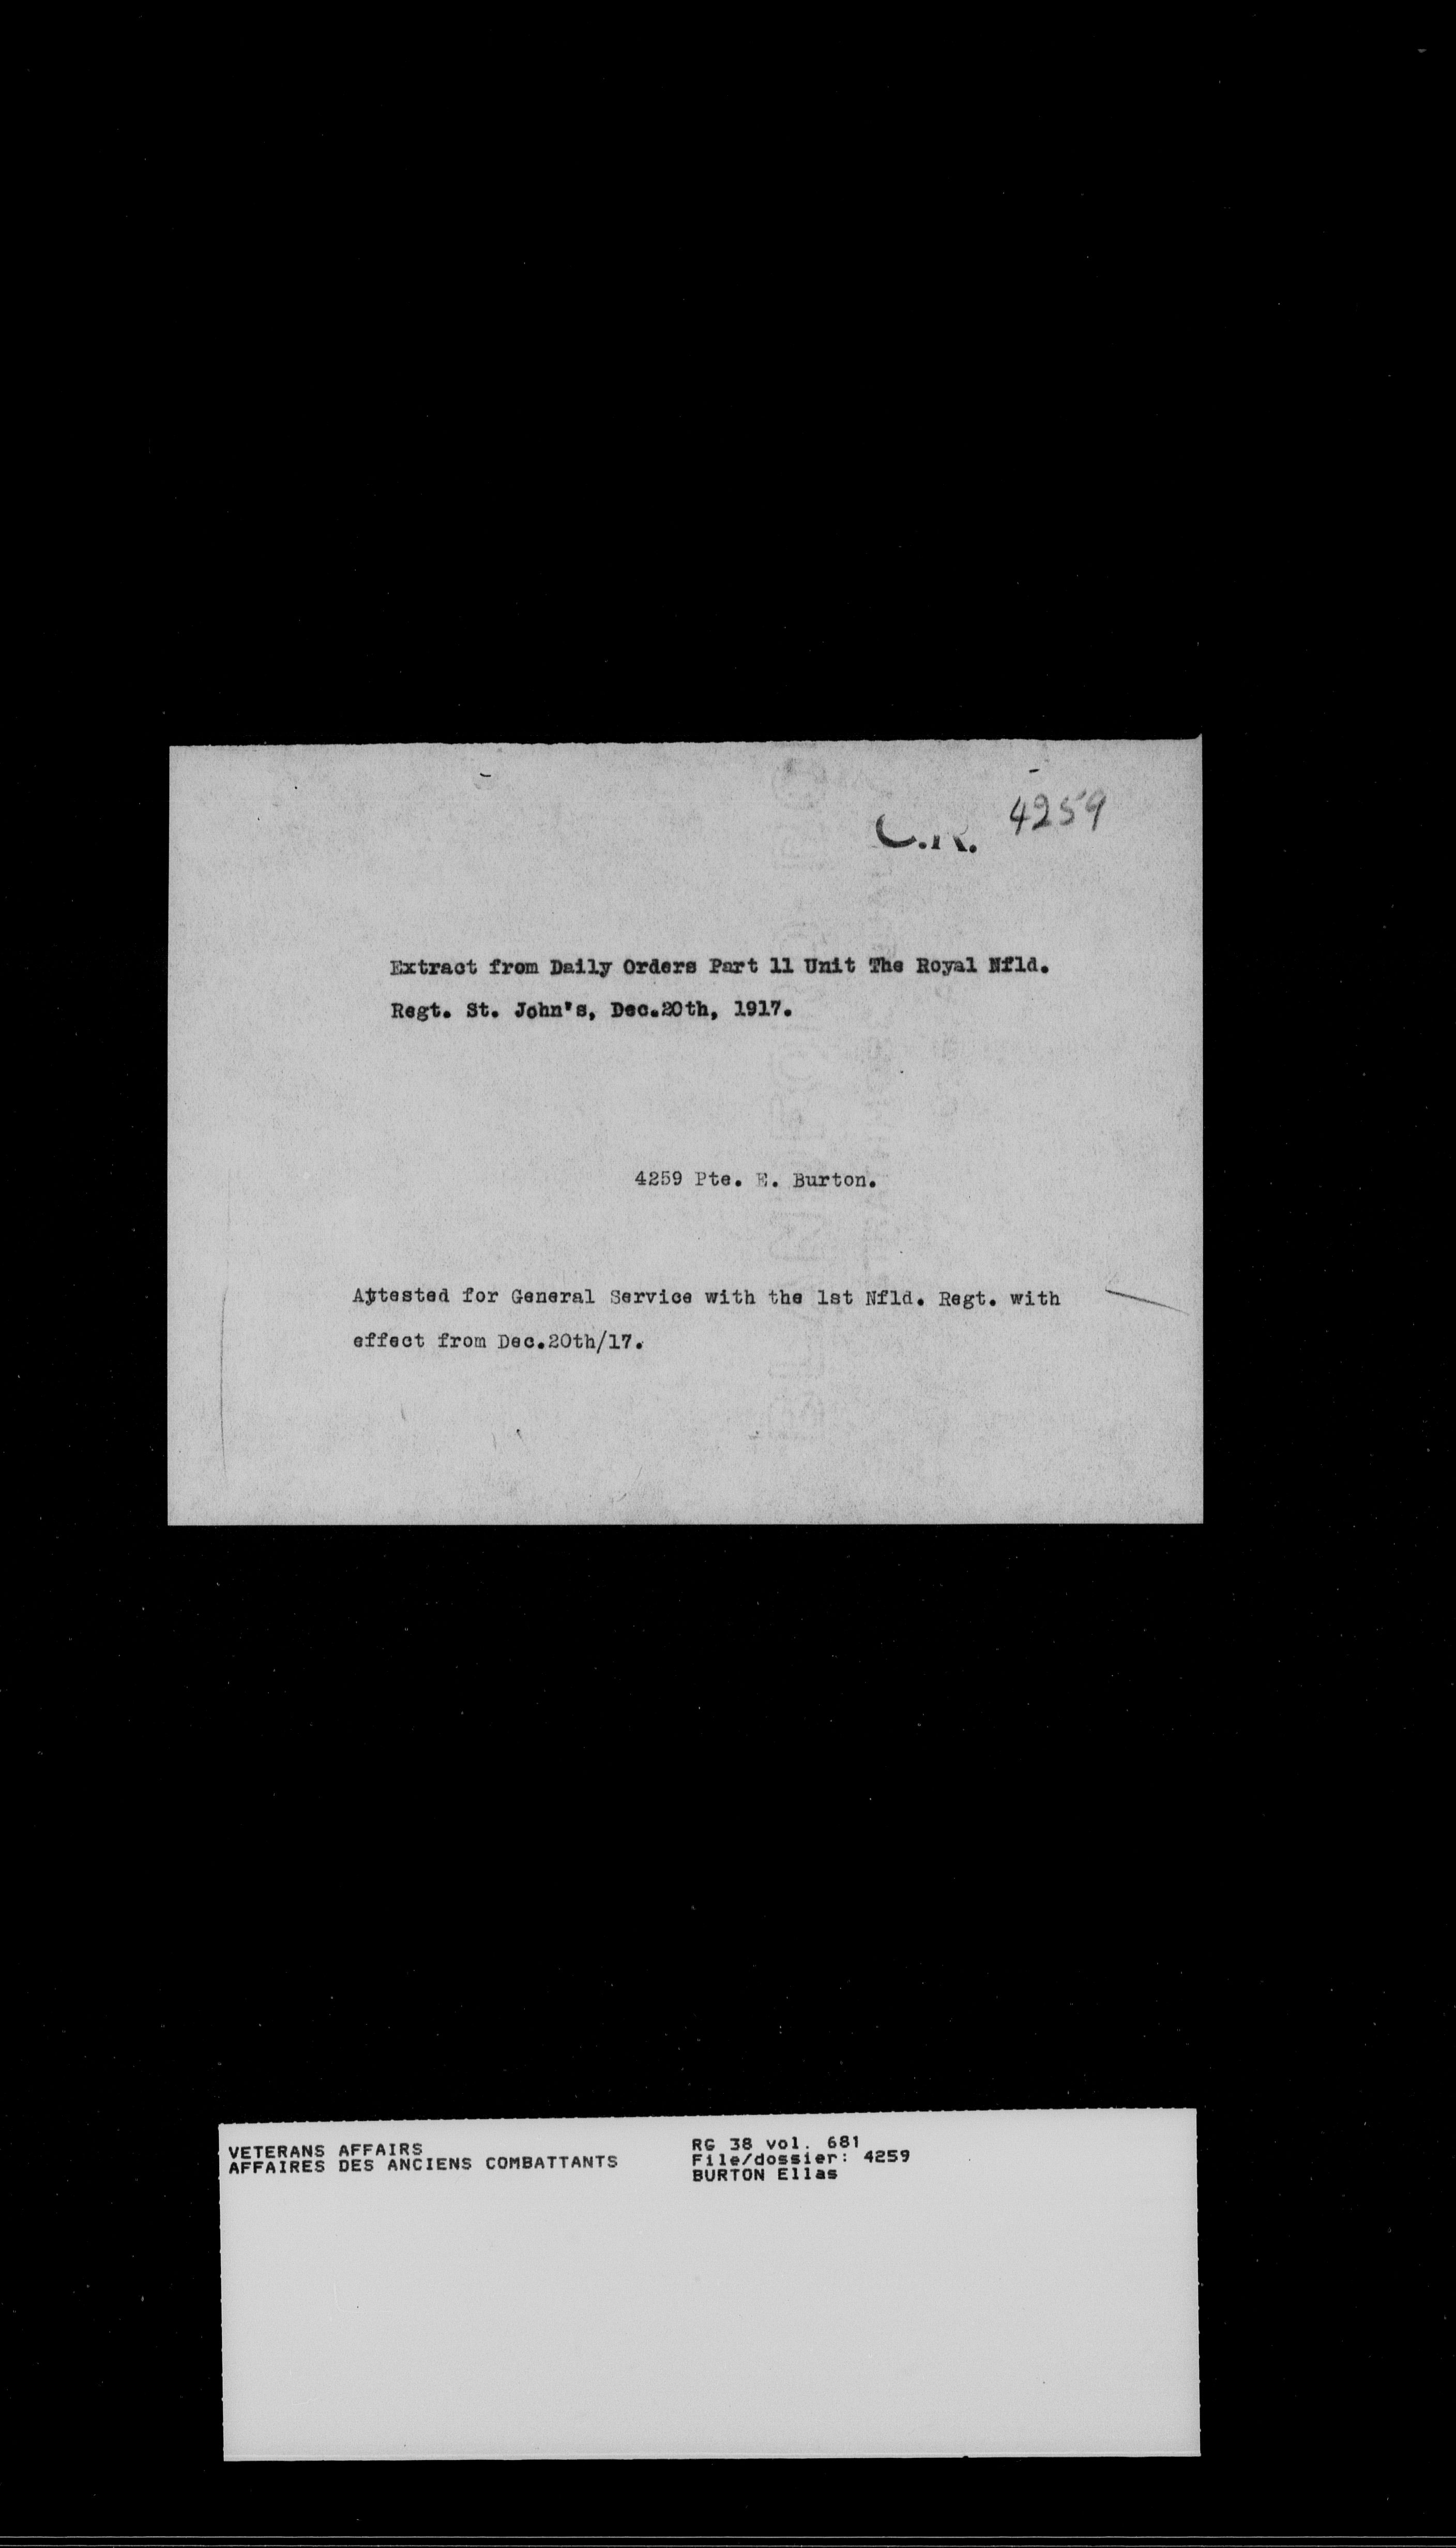 C.R. 4259
Extract from Daily Orders Part 11 Unit The Royal Nfld.
Regt. St. John's, Dec.20th, 1917.
4259 Pte. E. Burton.
Attested for General Service with the 1st Nfld. Regt. with
effect from Dec.20th/17.
VETERANS AFFAIRS
AFFAIRES DES ANCIENS COMBATTANTS
RG 38 vol. 681
File/dossier: 4259
BURTON Elias